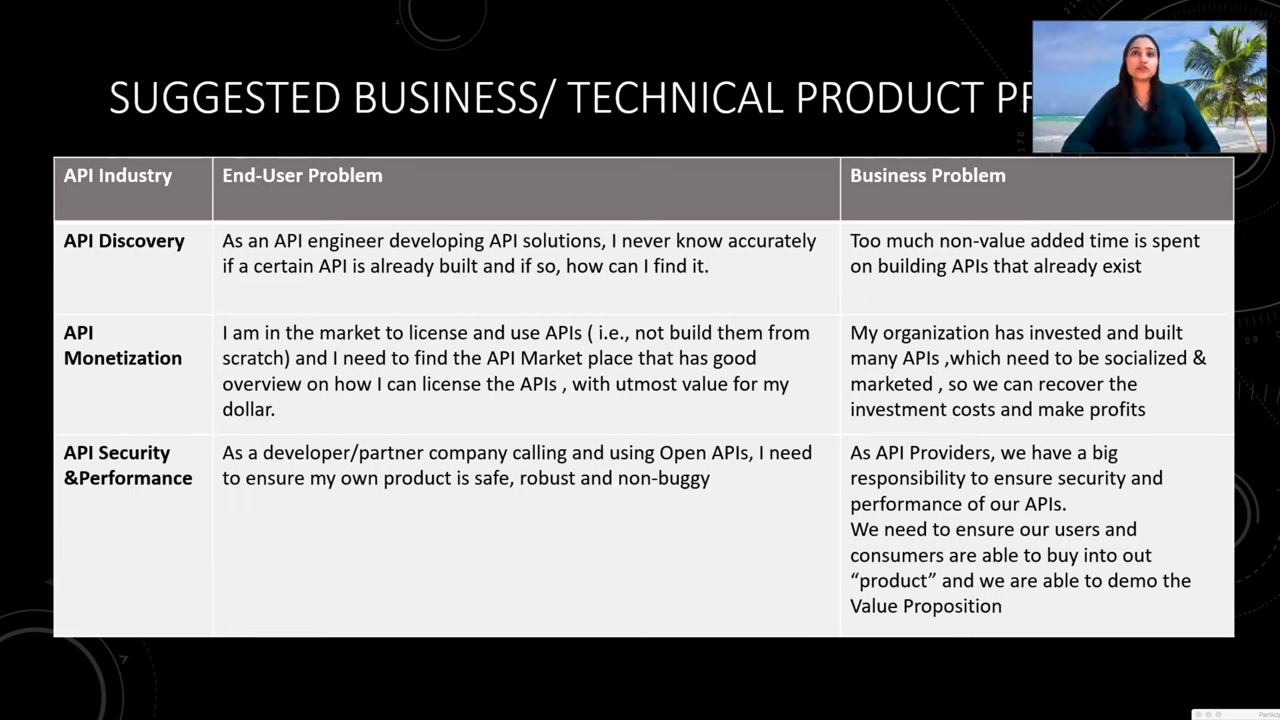 SUGGESTED BUSINESS/ TECHNICAL PRODUCT
API Industry
End-User Problem
Business Problem
API Discovery
As an API engineer developing API solutions, I never know accurately
if a certain API is already built and if so, how can I find it.
Too much non-value added time is spent
on building APIs that already exist
API
Monetization
I am in the market to license and use APIs ( i.e., not build them from
scratch) and I need to find the API Market place that has good
overview on how I can license the APIs , with utmost value for my
dollar.
My organization has invested and built
many APIs ,which need to be socialized &
marketed , so we can recover the
investment costs and make profits
API Security
&Performance
As a developer/partner company calling and using Open APIs, I need
to ensure my own product is safe, robust and non-buggy
As API Providers, we have a big
responsibility to ensure security and
performance of our APIs.
We need to ensure our users and
consumers are able to buy into out
“product” and we are able to demo the
Value Proposition